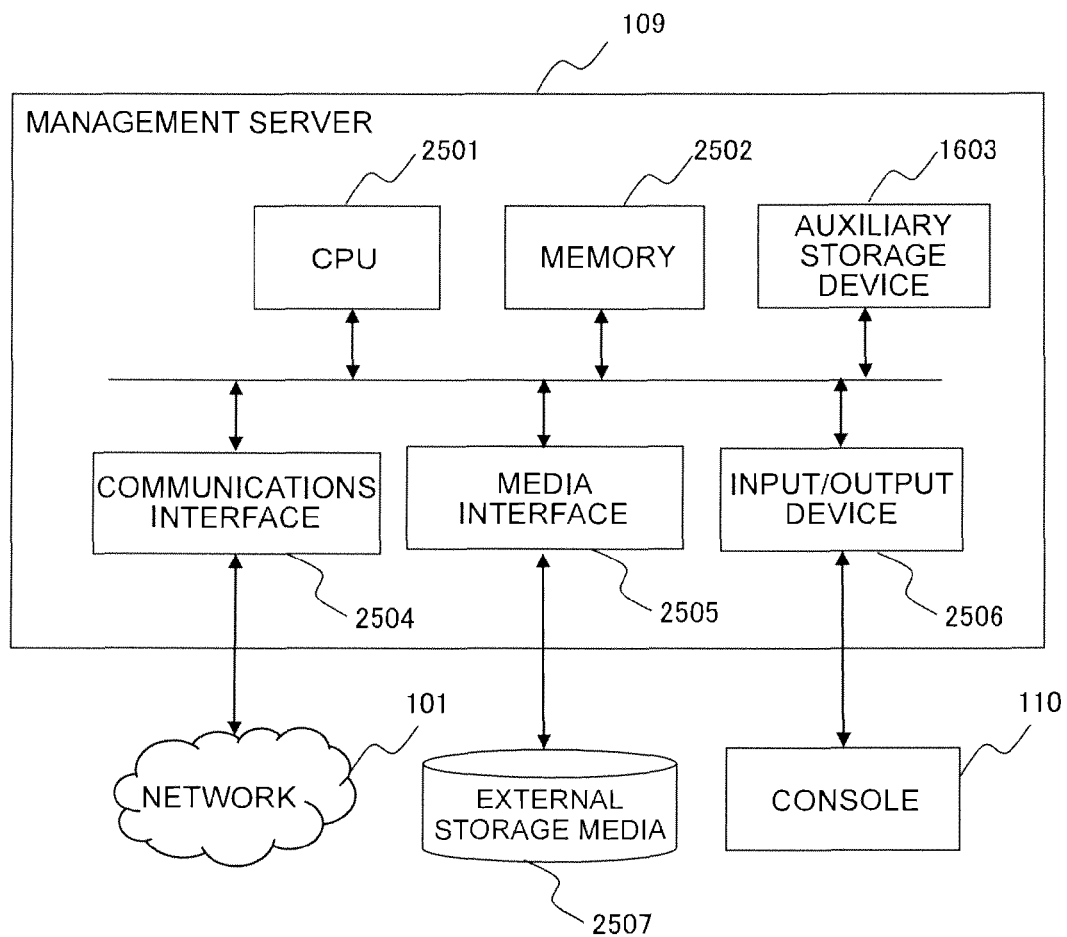 109
MANAGEMENT SERVER
2501
2502
1603
CPU
MEMORY
AUXILIARY
STORAGE
DEVICE
COMMUNICATIONS
INTERFACE
MEDIA
INTERFACE
INPUT/OUTPUT
DEVICE
2504
2505
2506
101
110
NETWORK
EXTERNAL
STORAGE MEDIA
CONSOLE
2507